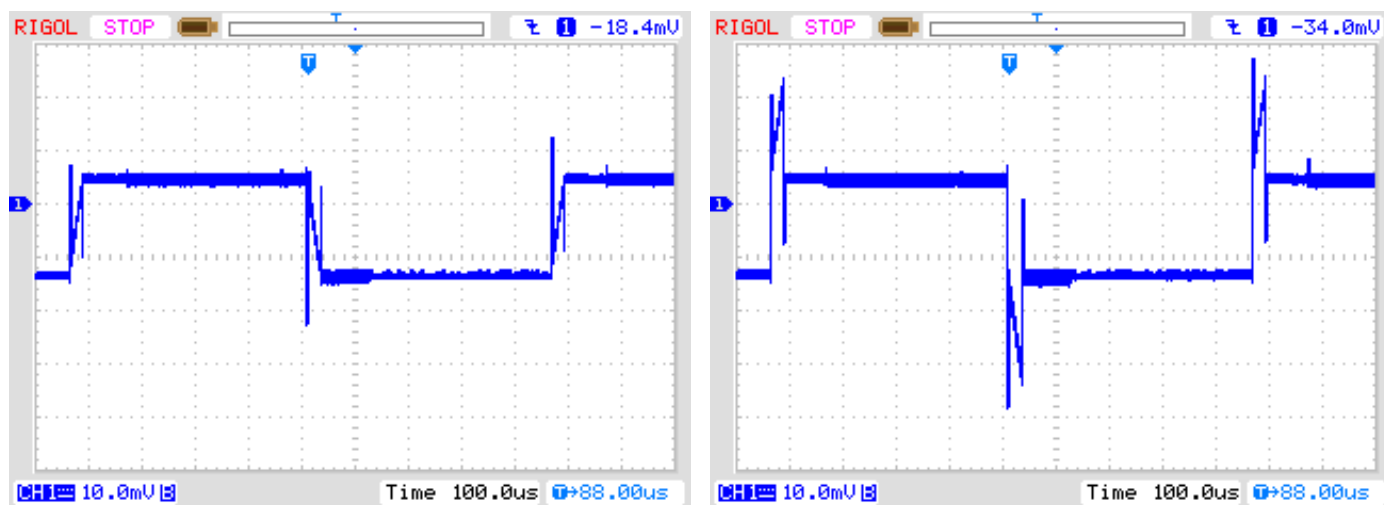 RIGOL STOP T 1 -18.4mV
T
1
CH1 10.0mV B Time 100.0us T→88.00us
RIGOL STOP T 1 -34.0mV
T
1
CH1 10.0mV B Time 100.0us T→88.00us